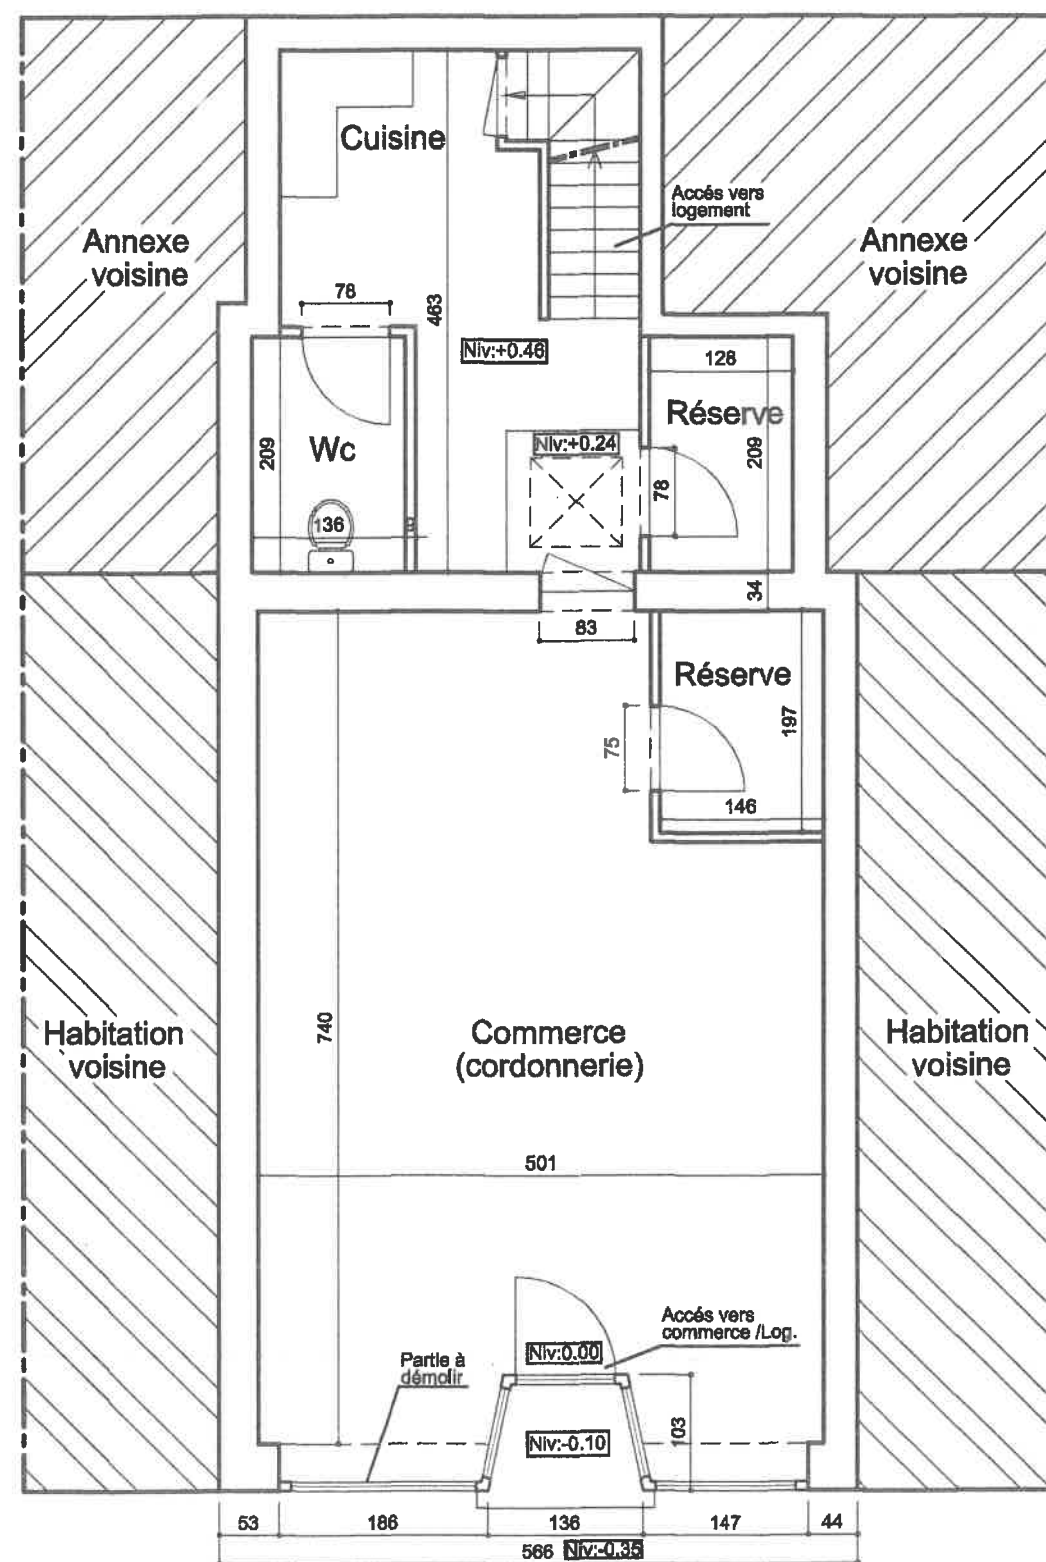 Cuisine
Accés vers
logement
Annexe
voisine
Annexe
voisine
78
463
Niv:+0.46
128
Réserve
209
Wc
Niv:+0.24
209
78
136
34
83
Réserve
197
75
146
740
Commerce
(cordonnerie)
Habitation
voisine
Habitation
voisine
501
Accés vers
commerce /Log.
Niv:0.00
Partie à
démolir
103
Niv:-0.10
53 186 136 147 44
566 Niv:-0.35